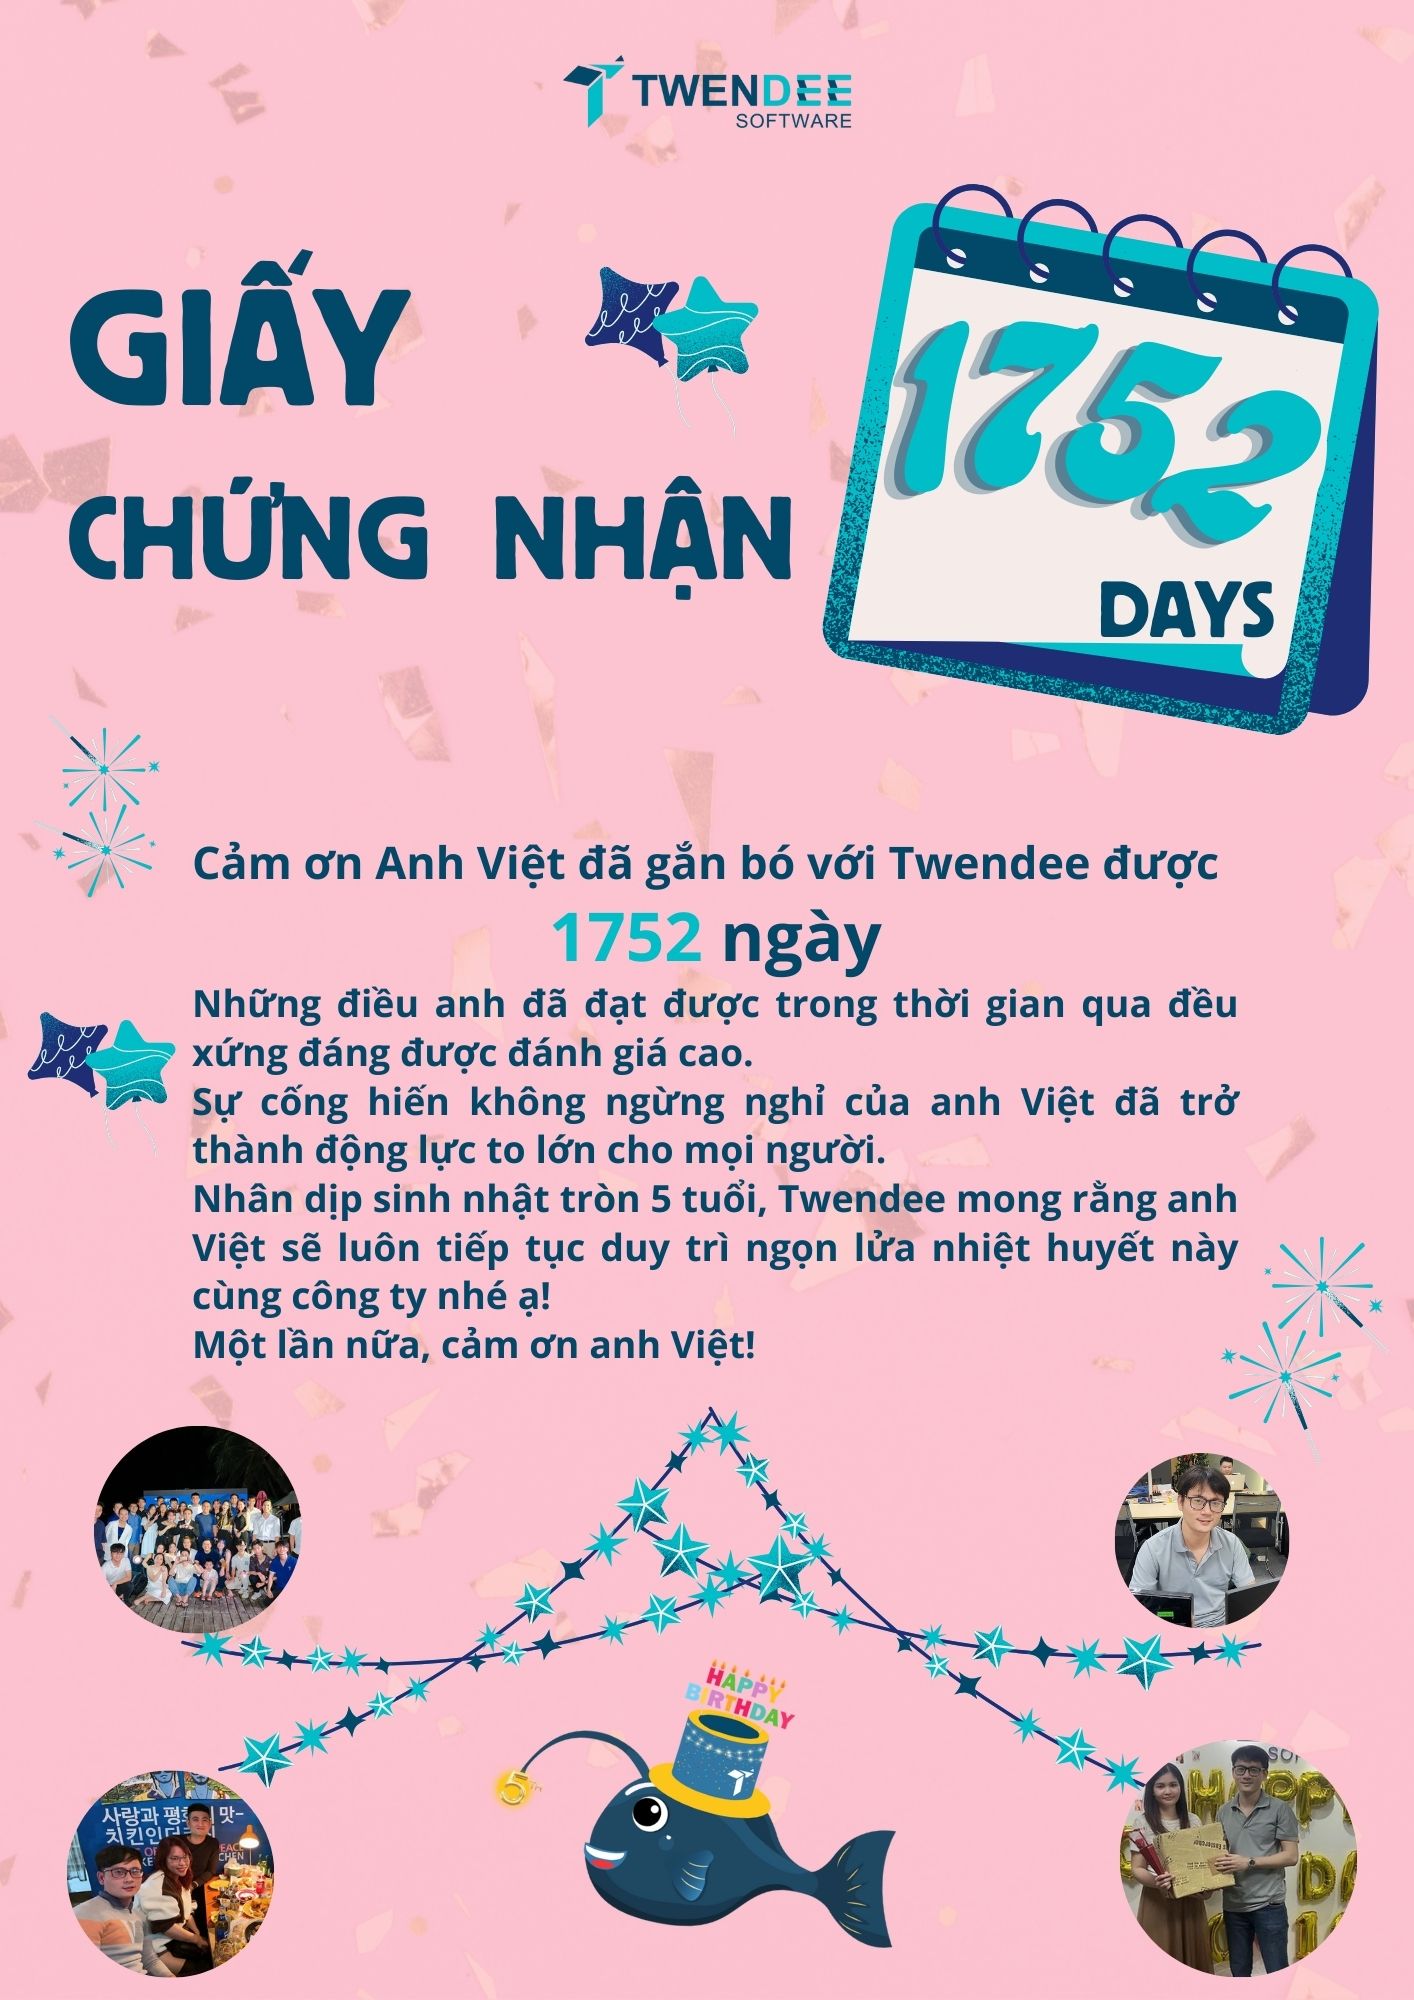 TWENDEE
SOFTWARE
GIẤY
CHỨNG NHẬN
1752
DAYS
Cảm ơn Anh Việt đã gắn bó với Twendee được
1752 ngày
Những điều anh đã đạt được trong thời gian qua đều
xứng đáng được đánh giá cao.
Sự cống hiến không ngừng nghỉ của anh Việt đã trở
thành động lực to lớn cho mọi người.
Nhân dịp sinh nhật tròn 5 tuổi, Twendee mong rằng anh
Việt sẽ luôn tiếp tục duy trì ngọn lửa nhiệt huyết này
cùng công ty nhé ạ!
Một lần nữa, cảm ơn anh Việt!
HAPPY
BIRTHDAY
5th
사랑과 맛-
치킨